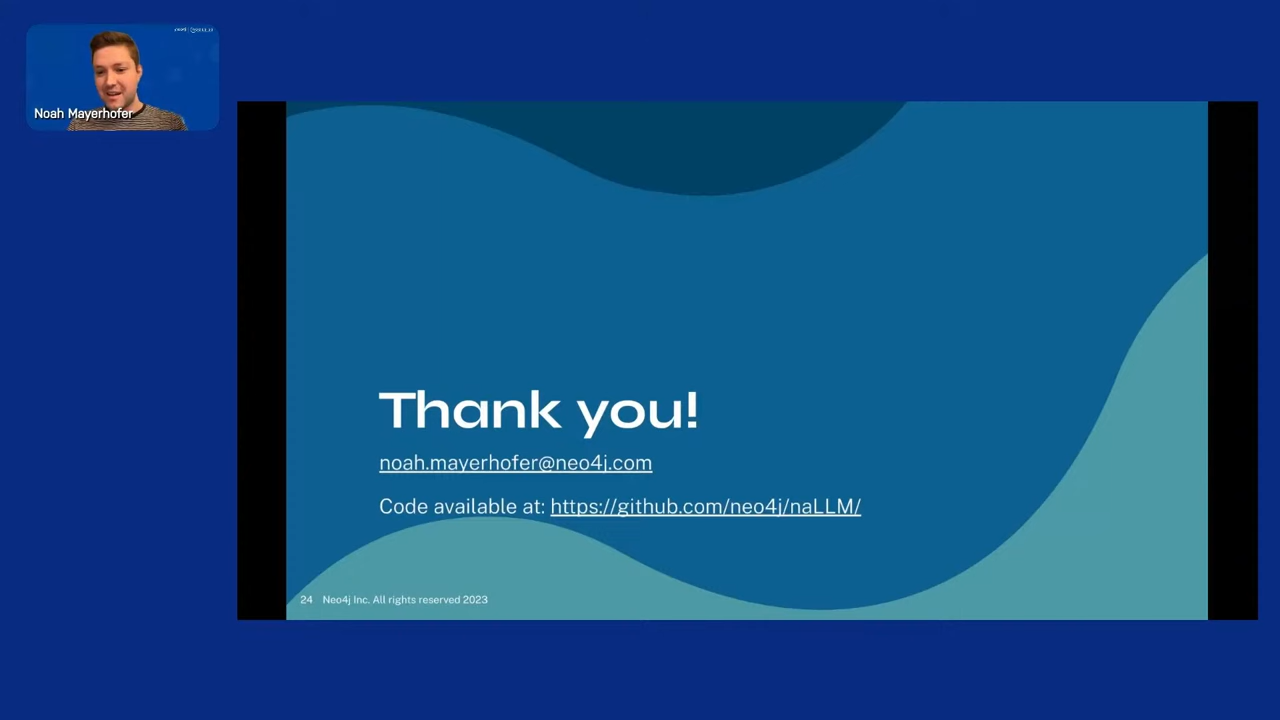 Noah Mayerhofer
Thank you!
noah.mayerhofer@neo4j.com
Code available at: https://github.com/neo4j/naLLM/
24 Neo4j Inc. All rights reserved 2023